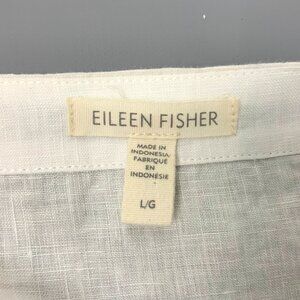 EILEEN FISHER
MADE IN
INDONESIA
FABRIQUÉ
EN
INDONÉSIE
L/G